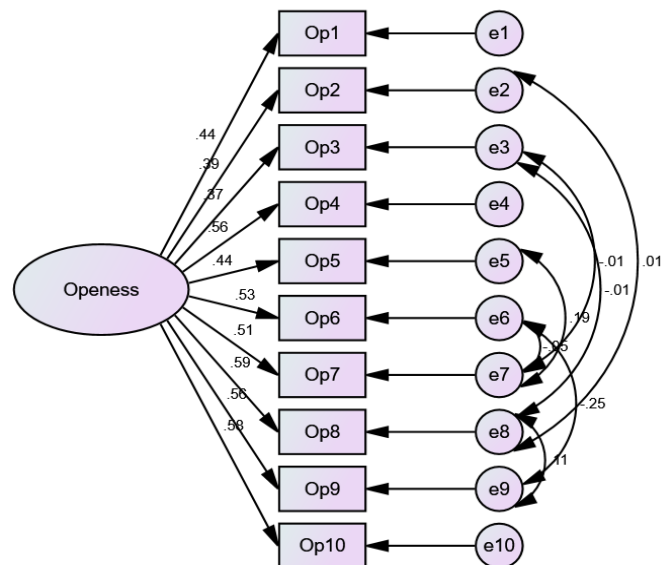 Op1
e1
Op2
e2
.44
Op3
e3
.39
.37
Op4
e4
.56
Op5
e5
.44
-.01
.01
Openess
.53
-.01
Op6
e6
.19
.51
-.05
Op7
e7
.59
.56
-.25
.58
Op8
e8
.11
Op9
e9
Op10
e10